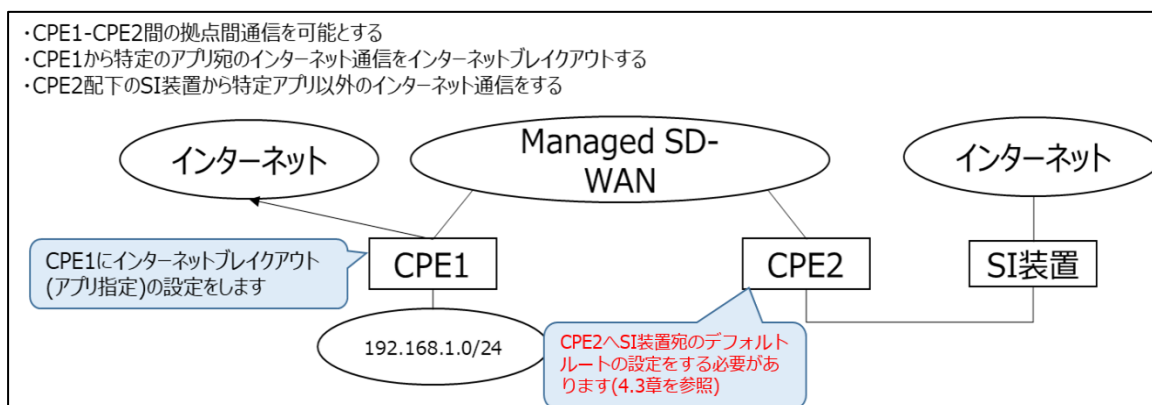 ・CPE1-CPE2間の拠点間通信を可能とする
・CPE1から特定のアプリ宛のインターネット通信をインターネットブレイクアウトする
・CPE2配下のSI装置から特定アプリ以外のインターネット通信をする
インターネット
Managed SD-
WAN
インターネット
CPE1にインターネットブレイクアウト
(アプリ指定)の設定をします
CPE1
CPE2
SI装置
192.168.1.0/24
CPE2へSI装置宛のデフォルト
ルートの設定をする必要があ
ります(4.3章を参照)